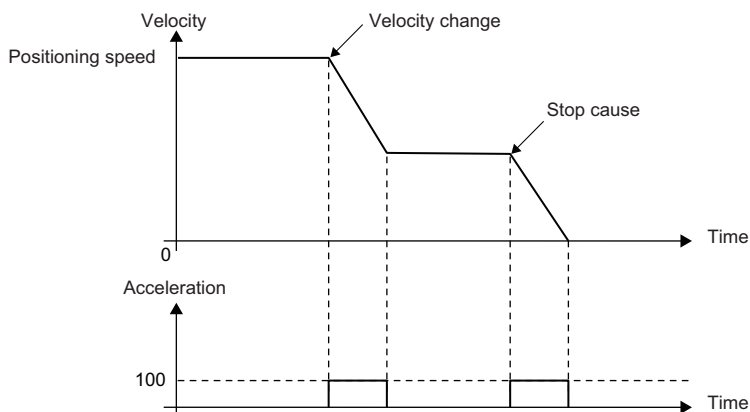 Velocity
Velocity change
Positioning speed
Stop cause
Time
0
Acceleration
100
Time